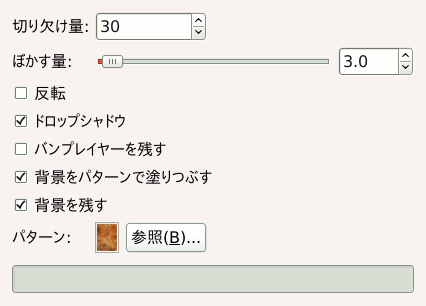 切り欠け量: 30
ぼかす量: 3.0
反転
ドロップシャドウ
バンプレイヤーを残す
背景をパターンで塗りつぶす
背景を残す
パターン: 参照(B)...